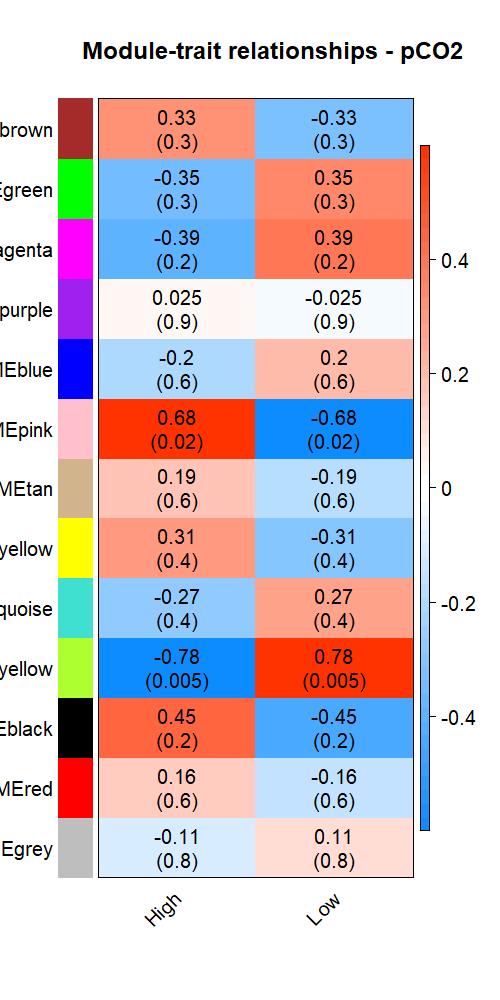 Module-trait relationships - pCO2
brown 0.33 -0.33
(0.3) (0.3)
Egreen -0.35 0.35
(0.3) (0.3)
agenta -0.39 0.39
(0.2) (0.2)
purple 0.025 -0.025
(0.9) (0.9)
MEblue -0.2 0.2
(0.6) (0.6)
MEpink 0.68 -0.68
(0.02) (0.02)
MEtan 0.19 -0.19
(0.6) (0.6)
yellow 0.31 -0.31
(0.4) (0.4)
quoise -0.27 0.27
(0.4) (0.4)
yellow -0.78 0.78
(0.005) (0.005)
Eblack 0.45 -0.45
(0.2) (0.2)
MEred 0.16 -0.16
(0.6) (0.6)
Egrey -0.11 0.11
(0.8) (0.8)
High Low
0.4
0.2
0
-0.2
-0.4